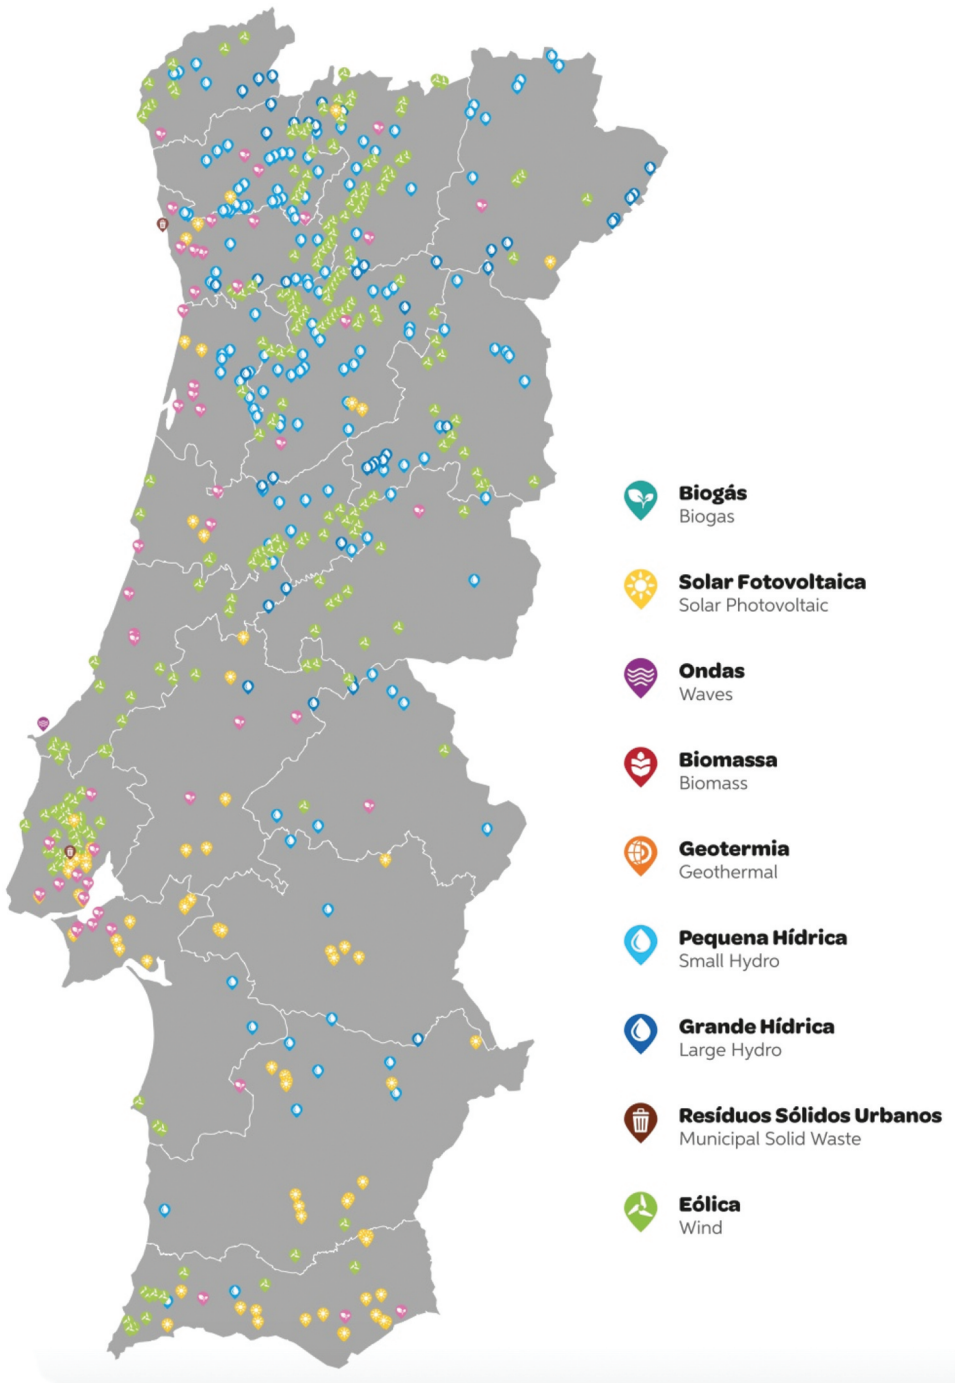 Biogás
Biogas
Solar Fotovoltaica
Solar Photovoltaic
Ondas
Waves
Biomassa
Biomass
Geotermia
Geothermal
Pequena Hídrica
Small Hydro
Grande Hídrica
Large Hydro
Resíduos Sólidos Urbanos
Municipal Solid Waste
Eólica
Wind